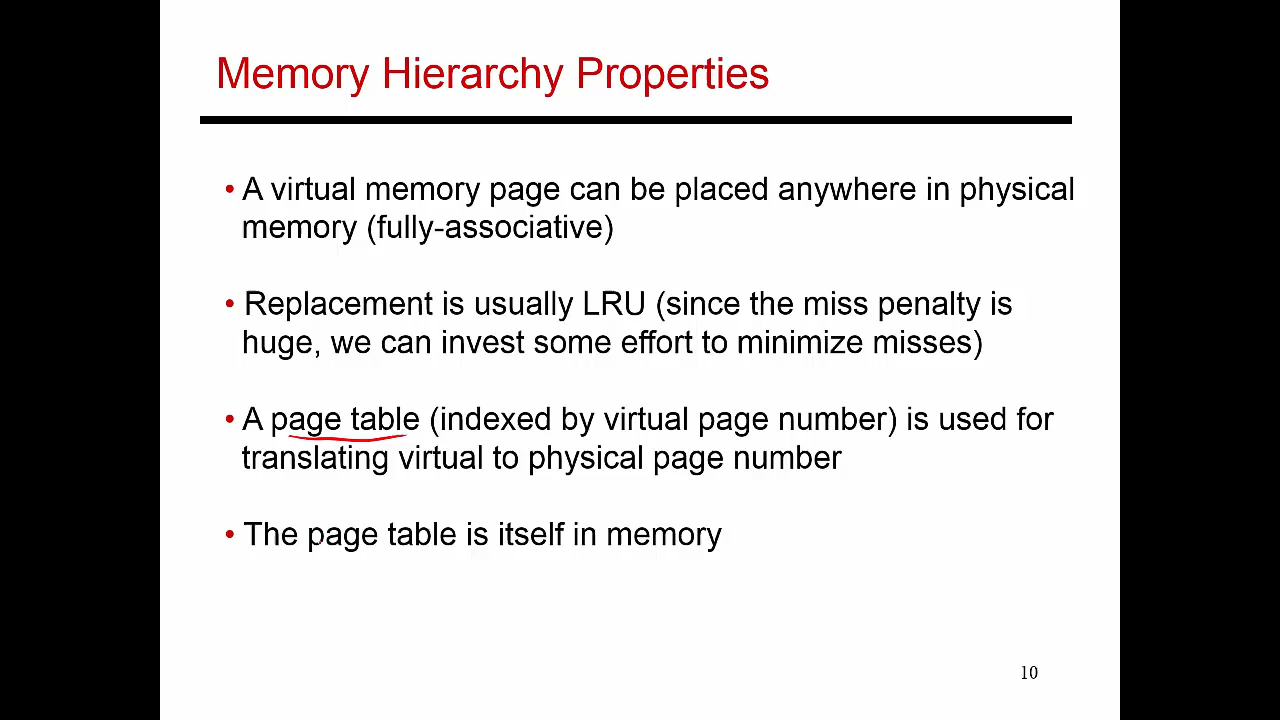 Memory Hierarchy Properties
• A virtual memory page can be placed anywhere in physical
memory (fully-associative)
• Replacement is usually LRU (since the miss penalty is
huge, we can invest some effort to minimize misses)
• A page table (indexed by virtual page number) is used for
translating virtual to physical page number
• The page table is itself in memory
10